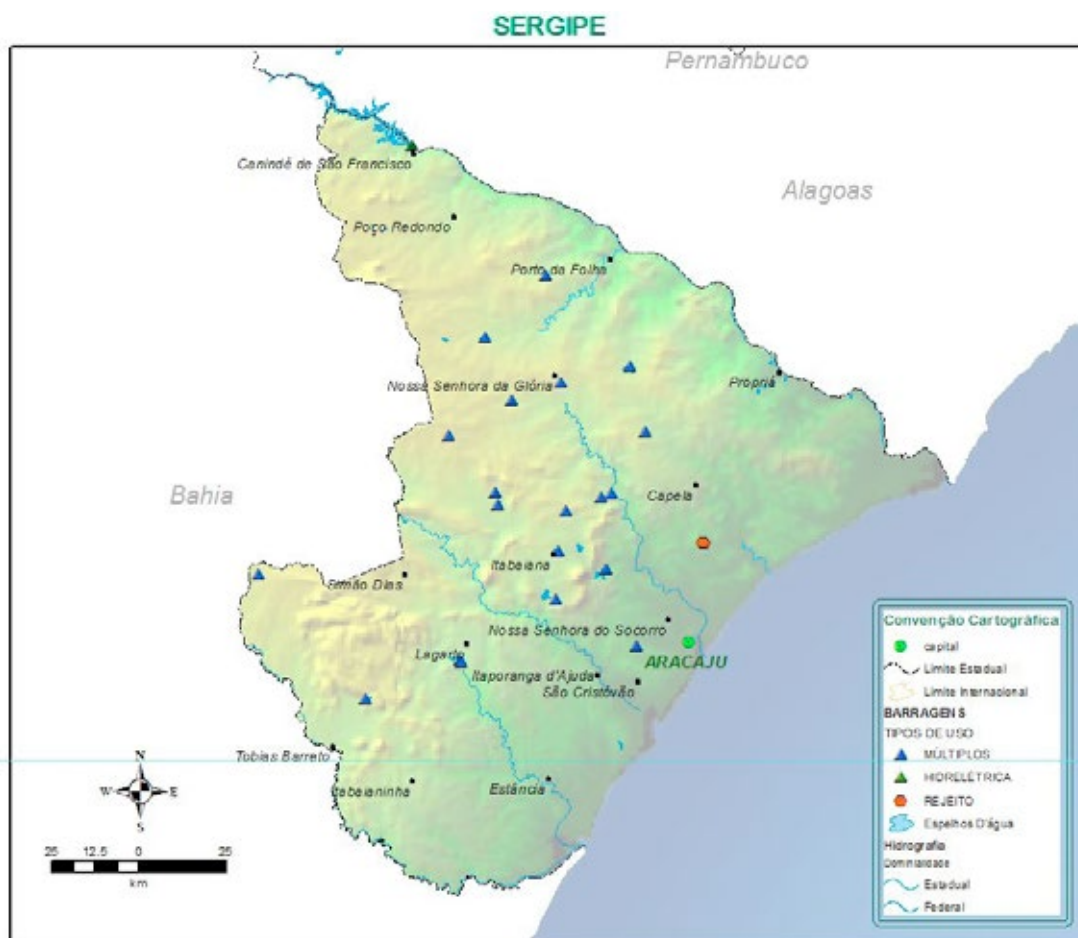 SERGIPE
Pernambuco
Canindé de São Francisco
Alagoas
Poço Redondo
Porto da Folha
Nossa Senhora da Glória
Propriá
Bahia
Capela
Itabaiana
Simão Dias
Nossa Senhora do Socorro
Lagarto
ARACAJU
Itaporanga d'Ajuda
São Cristóvão
Tobias Barreto
Itabaianinha
Estância
N
W
E
S
25 12.5 0 25
km
Convenção Cartográfica
capital
Limite Estadual
Limite Internacional
BARRAGENS
TIPOS DE USO
MÚLTIPLOS
HIDRELÉTRICA
REJEITO
Espelhos D'água
Hidrografia
Dominialidade
Estadual
Federal